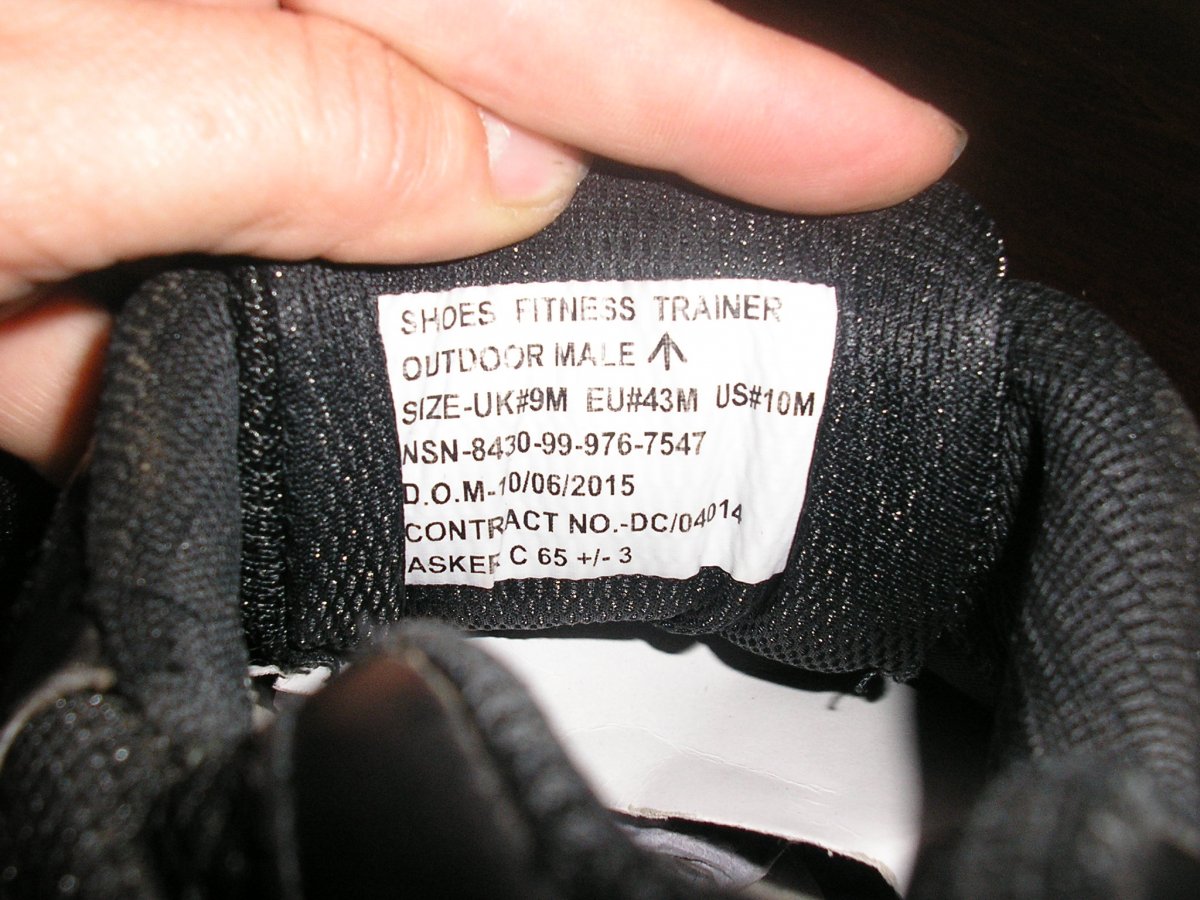 SHOES FITNESS TRAINER
OUTDOOR MALE ↑
SIZE-UK#9M EU#43M US#10M
NSN-8430-99-976-7547
D.O.M-10/06/2015
CONTRACT NO.-DC/04014
ASKER C 65 +/- 3